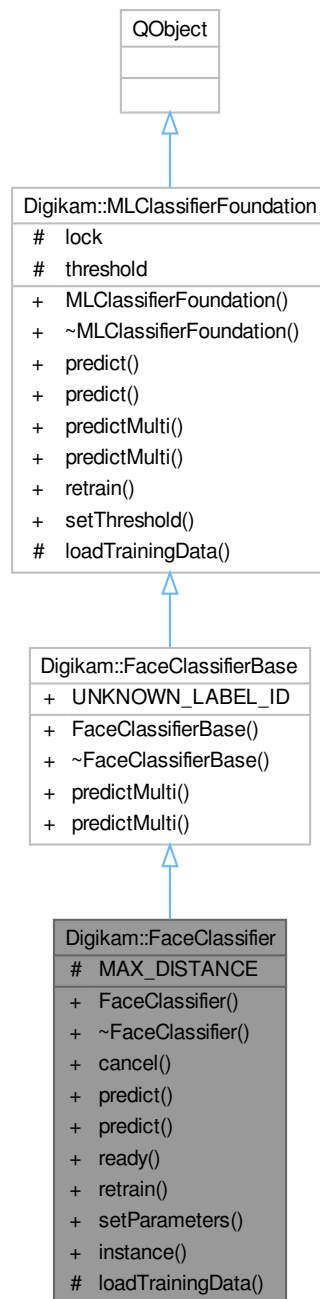 QObject
Digikam::MLClassifierFoundation
# lock
# threshold
+ MLClassifierFoundation()
+ ~MLClassifierFoundation()
+ predict()
+ predict()
+ predictMulti()
+ predictMulti()
+ retrain()
+ setThreshold()
# loadTrainingData()
Digikam::FaceClassifierBase
+ UNKNOWN_LABEL_ID
+ FaceClassifierBase()
+ ~FaceClassifierBase()
+ predictMulti()
+ predictMulti()
Digikam::FaceClassifier
# MAX_DISTANCE
+ FaceClassifier()
+ ~FaceClassifier()
+ cancel()
+ predict()
+ predict()
+ ready()
+ retrain()
+ setParameters()
+ instance()
# loadTrainingData()